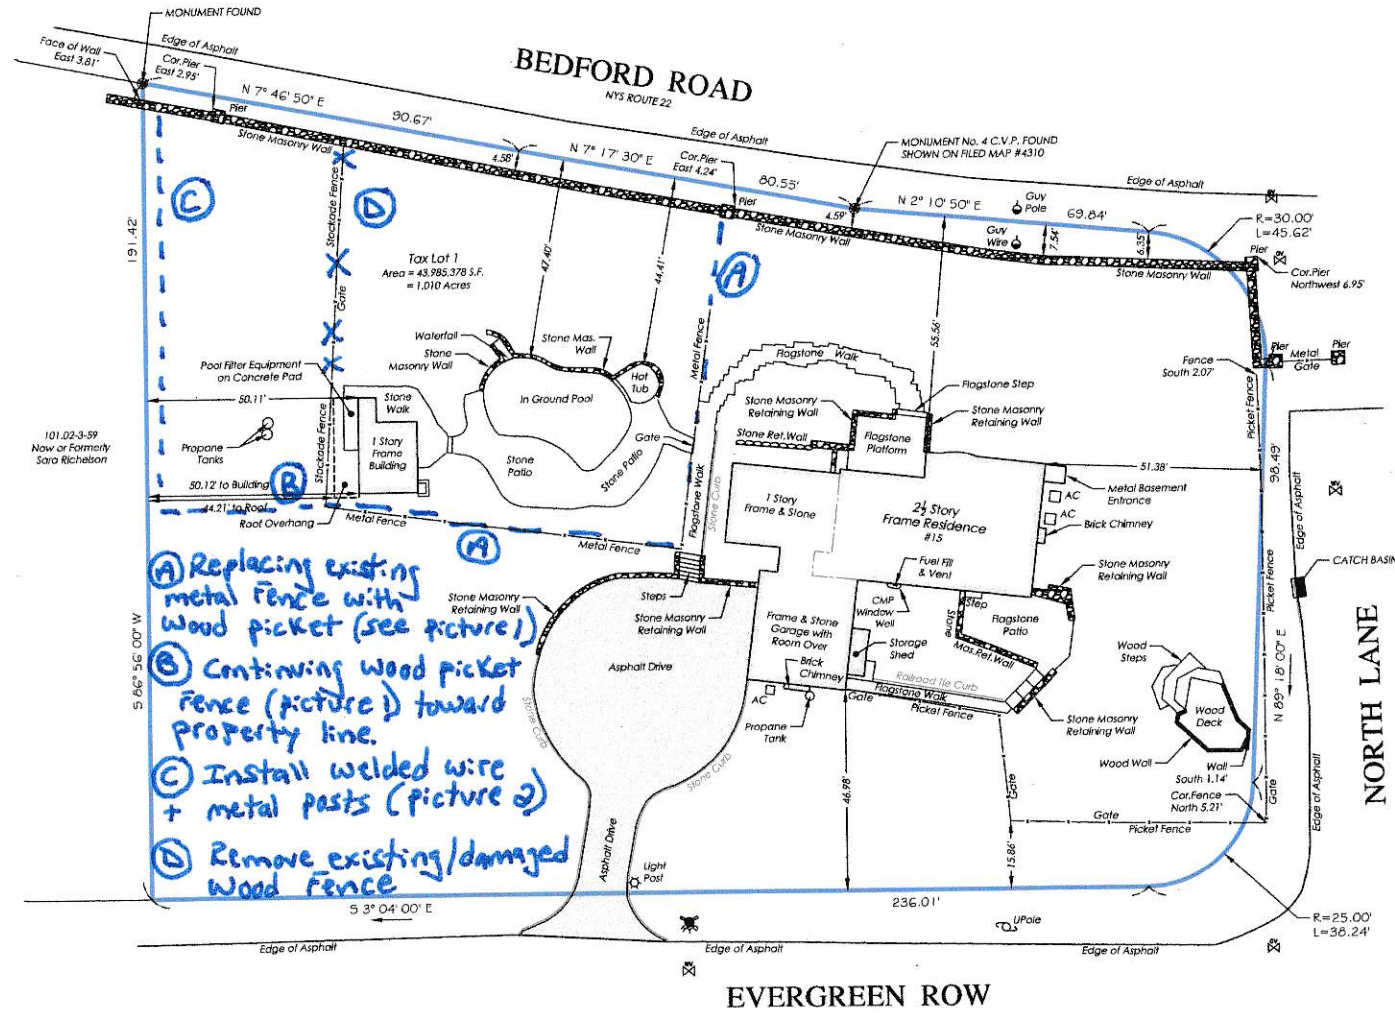 MONUMENT FOUND
Edge of Asphalt
Face of Wall
East 3.81'
Cor.Pier
East 2.95'
BEDFORD ROAD
NYS ROUTE 22
N 7° 46' 50" E
Pier
90.67'
Stone Masonry Wall
4.58'
N 7° 17' 30" E
Edge of Asphalt
Cor.Pier
East 4.24'
80.55'
MONUMENT No. 4 C.V.P. FOUND
SHOWN ON FILED MAP #4310
Edge of Asphalt
Pier
4.59'
N 2° 10' 50" E
Guy
Pole
69.84'
Guy
Wire
7.54'
6.35'
R=30.00'
L=45.62'
Pier
Stone Masonry Wall
Stone Masonry Wall
Cor.Pier
Northwest 6.95'
C
D
Stockade Fence
191.42'
Tax Lot 1
Area = 43,985.378 S.F.
= 1.010 Acres
47.40'
44.41'
A
55.56'
Gate
Waterfall
Stone
Masonry Wall
Stone Mas.
Wall
Metal Fence
Flagstone Walk
Pier
Pier
Metal
Gate
Fence
South 2.07'
Pool Filter Equipment
on Concrete Pad
Hot
Tub
Flagstone Step
50.11'
Stone
Walk
In Ground Pool
Stone Masonry
Retaining Wall
Stone Masonry
Retaining Wall
Picket Fence
101.02-3-59
Now or Formerly
Sara Richelson
Propane
Tanks
Stockade Fence
1 Story
Frame
Building
Gate
Stone Ret.Wall
Flagstone
Platform
Stone
Patio
Stone Patio
51.38'
98.49'
50.12' to Building
B
44.21' to Roof
Roof Overhang
Flagstone Walk
Stone Curb
1 Story
Frame & Stone
2½ Story
Frame Residence
#15
Metal Basement
Entrance
AC
AC
Brick Chimney
Metal Fence
Metal Fence
A
Edge of Asphalt
A Replacing existing
metal Fence with
wood picket (see picture 1)
Fuel Fill
& Vent
Stone Masonry
Retaining Wall
CATCH BASIN
Picket Fence
Stone Masonry
Retaining Wall
Steps
Stone Masonry
Retaining Wall
CMP
Window
Well
Step
Stone
Mas.Ret.Wall
Flagstone
Patio
Frame & Stone
Garage with
Room Over
Storage
Shed
S 86° 56' 00" W
B Continuing wood picket
Fence (picture 1) toward
property line.
Asphalt Drive
Brick
Chimney
Railroad Tie Curb
Flagstone Walk
Gate
Picket Fence
Wood
Steps
Wood
Deck
N 89° 18' 00" E
NORTH LANE
AC
Propane
Tank
Stone Masonry
Retaining Wall
Stone Curb
Stone Curb
Wood Wall
Wall
South 1.14'
C Install welded wire
+ metal posts (picture 2)
46.98'
Gate
Cor.Fence
North 5.21'
Gate
Gate
Picket Fence
Edge of Asphalt
D Remove existing/damaged
wood Fence
Asphalt Drive
15.86'
Light
Post
S 3° 04' 00" E
236.01'
R=25.00'
L=38.24'
UPole
Edge of Asphalt
Edge of Asphalt
Edge of Asphalt
EVERGREEN ROW